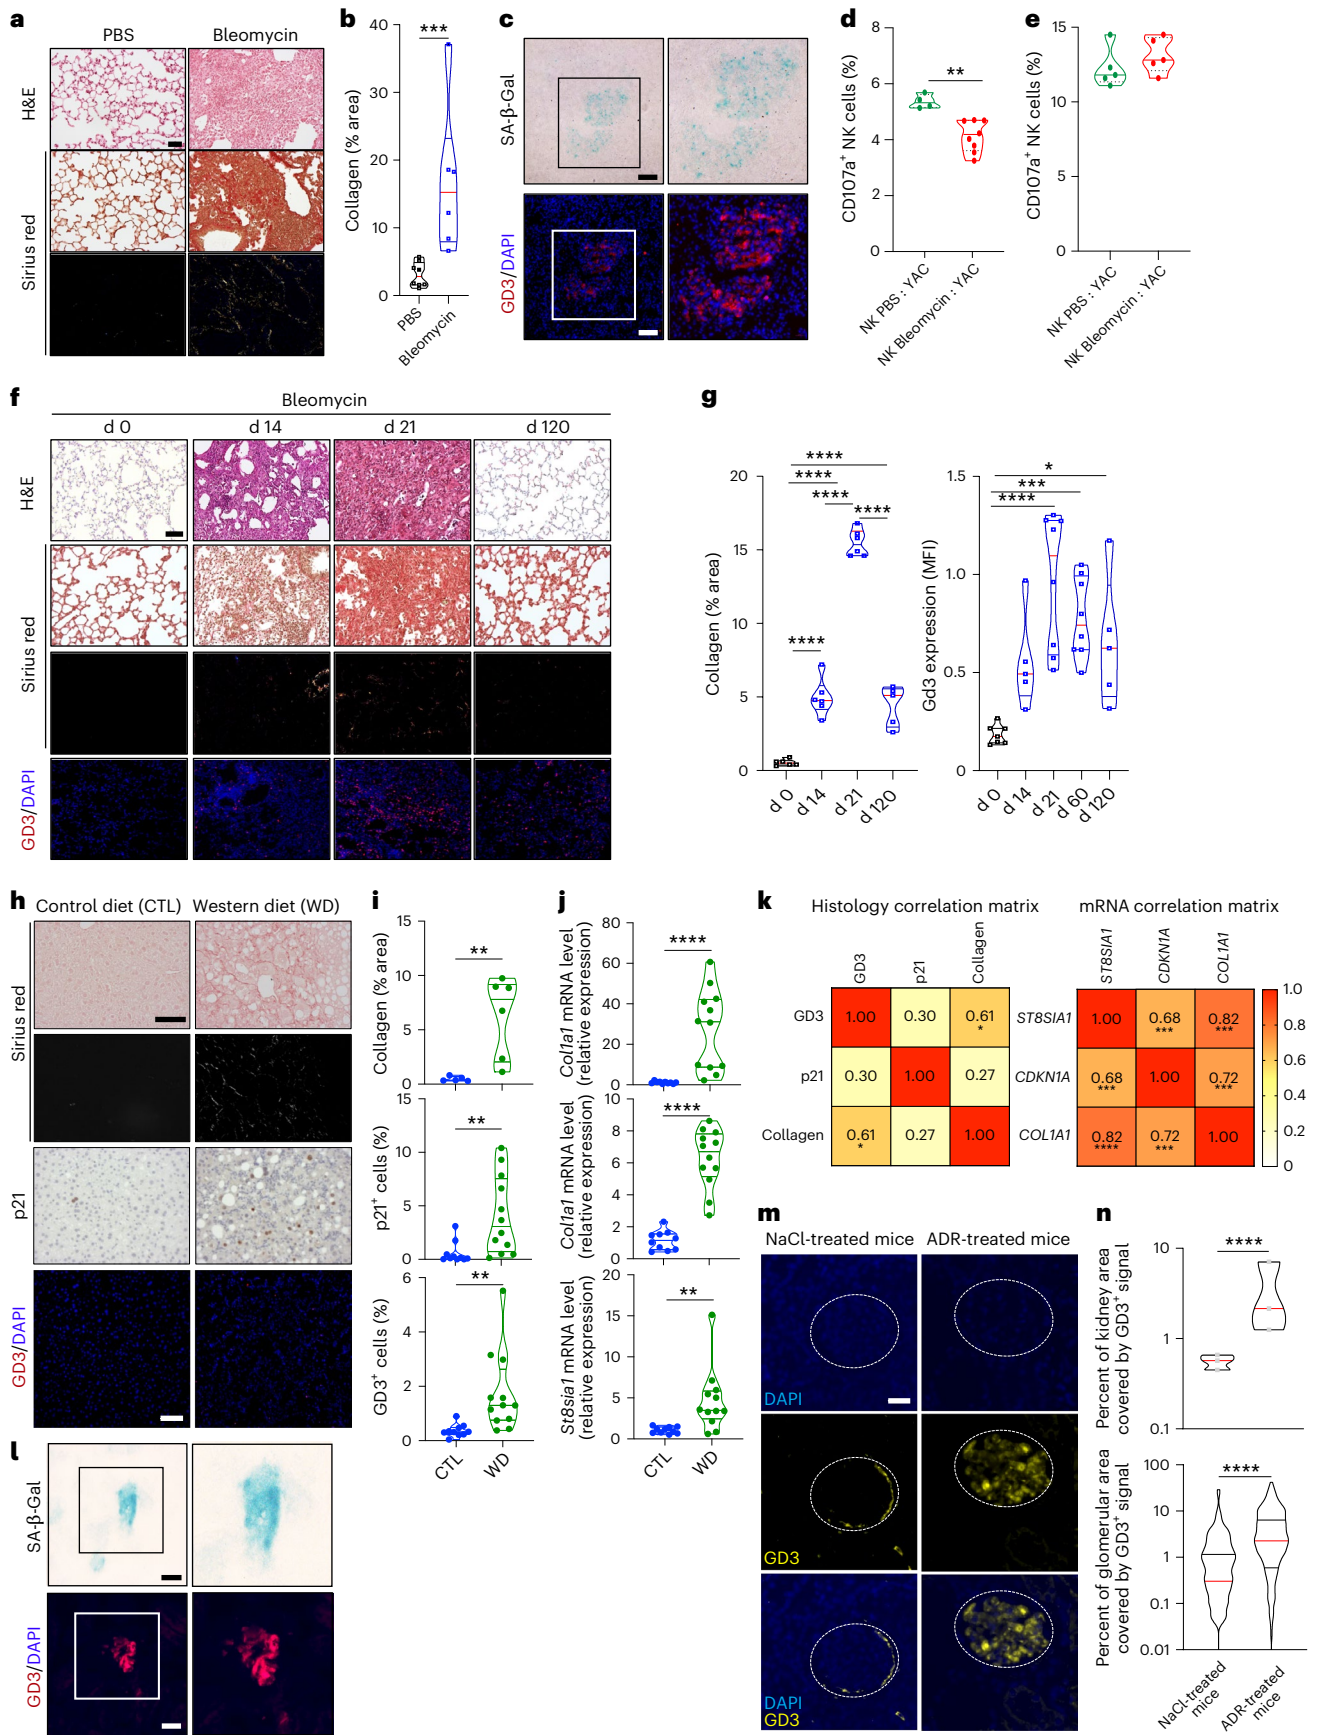 a
PBS
Bleomycin
H&E
Sirius red
b
Collagen (% area)
40
30
20
10
0
***
PBS
Bleomycin
c
SA-β-Gal
GD3/DAPI
d
CD107a+ NK cells (%)
8
6
4
2
0
**
NK PBS : YAC
NK Bleomycin : YAC
e
CD107a+ NK cells (%)
15
10
5
0
NK PBS : YAC
NK Bleomycin : YAC
f
Bleomycin
d 0
d 14
d 21
d 120
H&E
Sirius red
GD3/DAPI
g
Collagen (% area)
20
15
10
5
0
****
****
****
****
****
d 0
d 14
d 21
d 120
Gd3 expression (MFI)
1.5
1.0
0.5
0
*
***
****
d 0
d 14
d 21
d 60
d 120
h
Control diet (CTL)
Western diet (WD)
Sirius red
p21
GD3/DAPI
i
Collagen (% area)
15
10
5
0
**
p21+ cells (%)
15
10
5
0
**
GD3+ cells (%)
6
4
2
0
**
CTL
WD
j
Col1a1 mRNA level
(relative expression)
80
60
40
20
0
****
Col1a1 mRNA level
(relative expression)
10
8
6
4
2
0
****
St8sia1 mRNA level
(relative expression)
20
15
10
5
0
**
CTL
WD
k
Histology correlation matrix
GD3
p21
Collagen
GD3
1.00
0.30
0.61
*
p21
0.30
1.00
0.27
Collagen
0.61
*
0.27
1.00
mRNA correlation matrix
ST8SIA1
CDKN1A
COL1A1
ST8SIA1
1.00
0.68
***
0.82
***
CDKN1A
0.68
***
1.00
0.72
***
COL1A1
0.82
****
0.72
***
1.00
1.0
0.8
0.6
0.4
0.2
0
l
SA-β-Gal
GD3/DAPI
m
NaCl-treated mice
ADR-treated mice
DAPI
GD3
DAPI
GD3
n
Percent of kidney area
covered by GD3+ signal
10
1
0.1
****
Percent of glomerular area
covered by GD3+ signal
100
10
1
0.1
0.01
****
NaCl-treated
mice
ADR-treated
mice